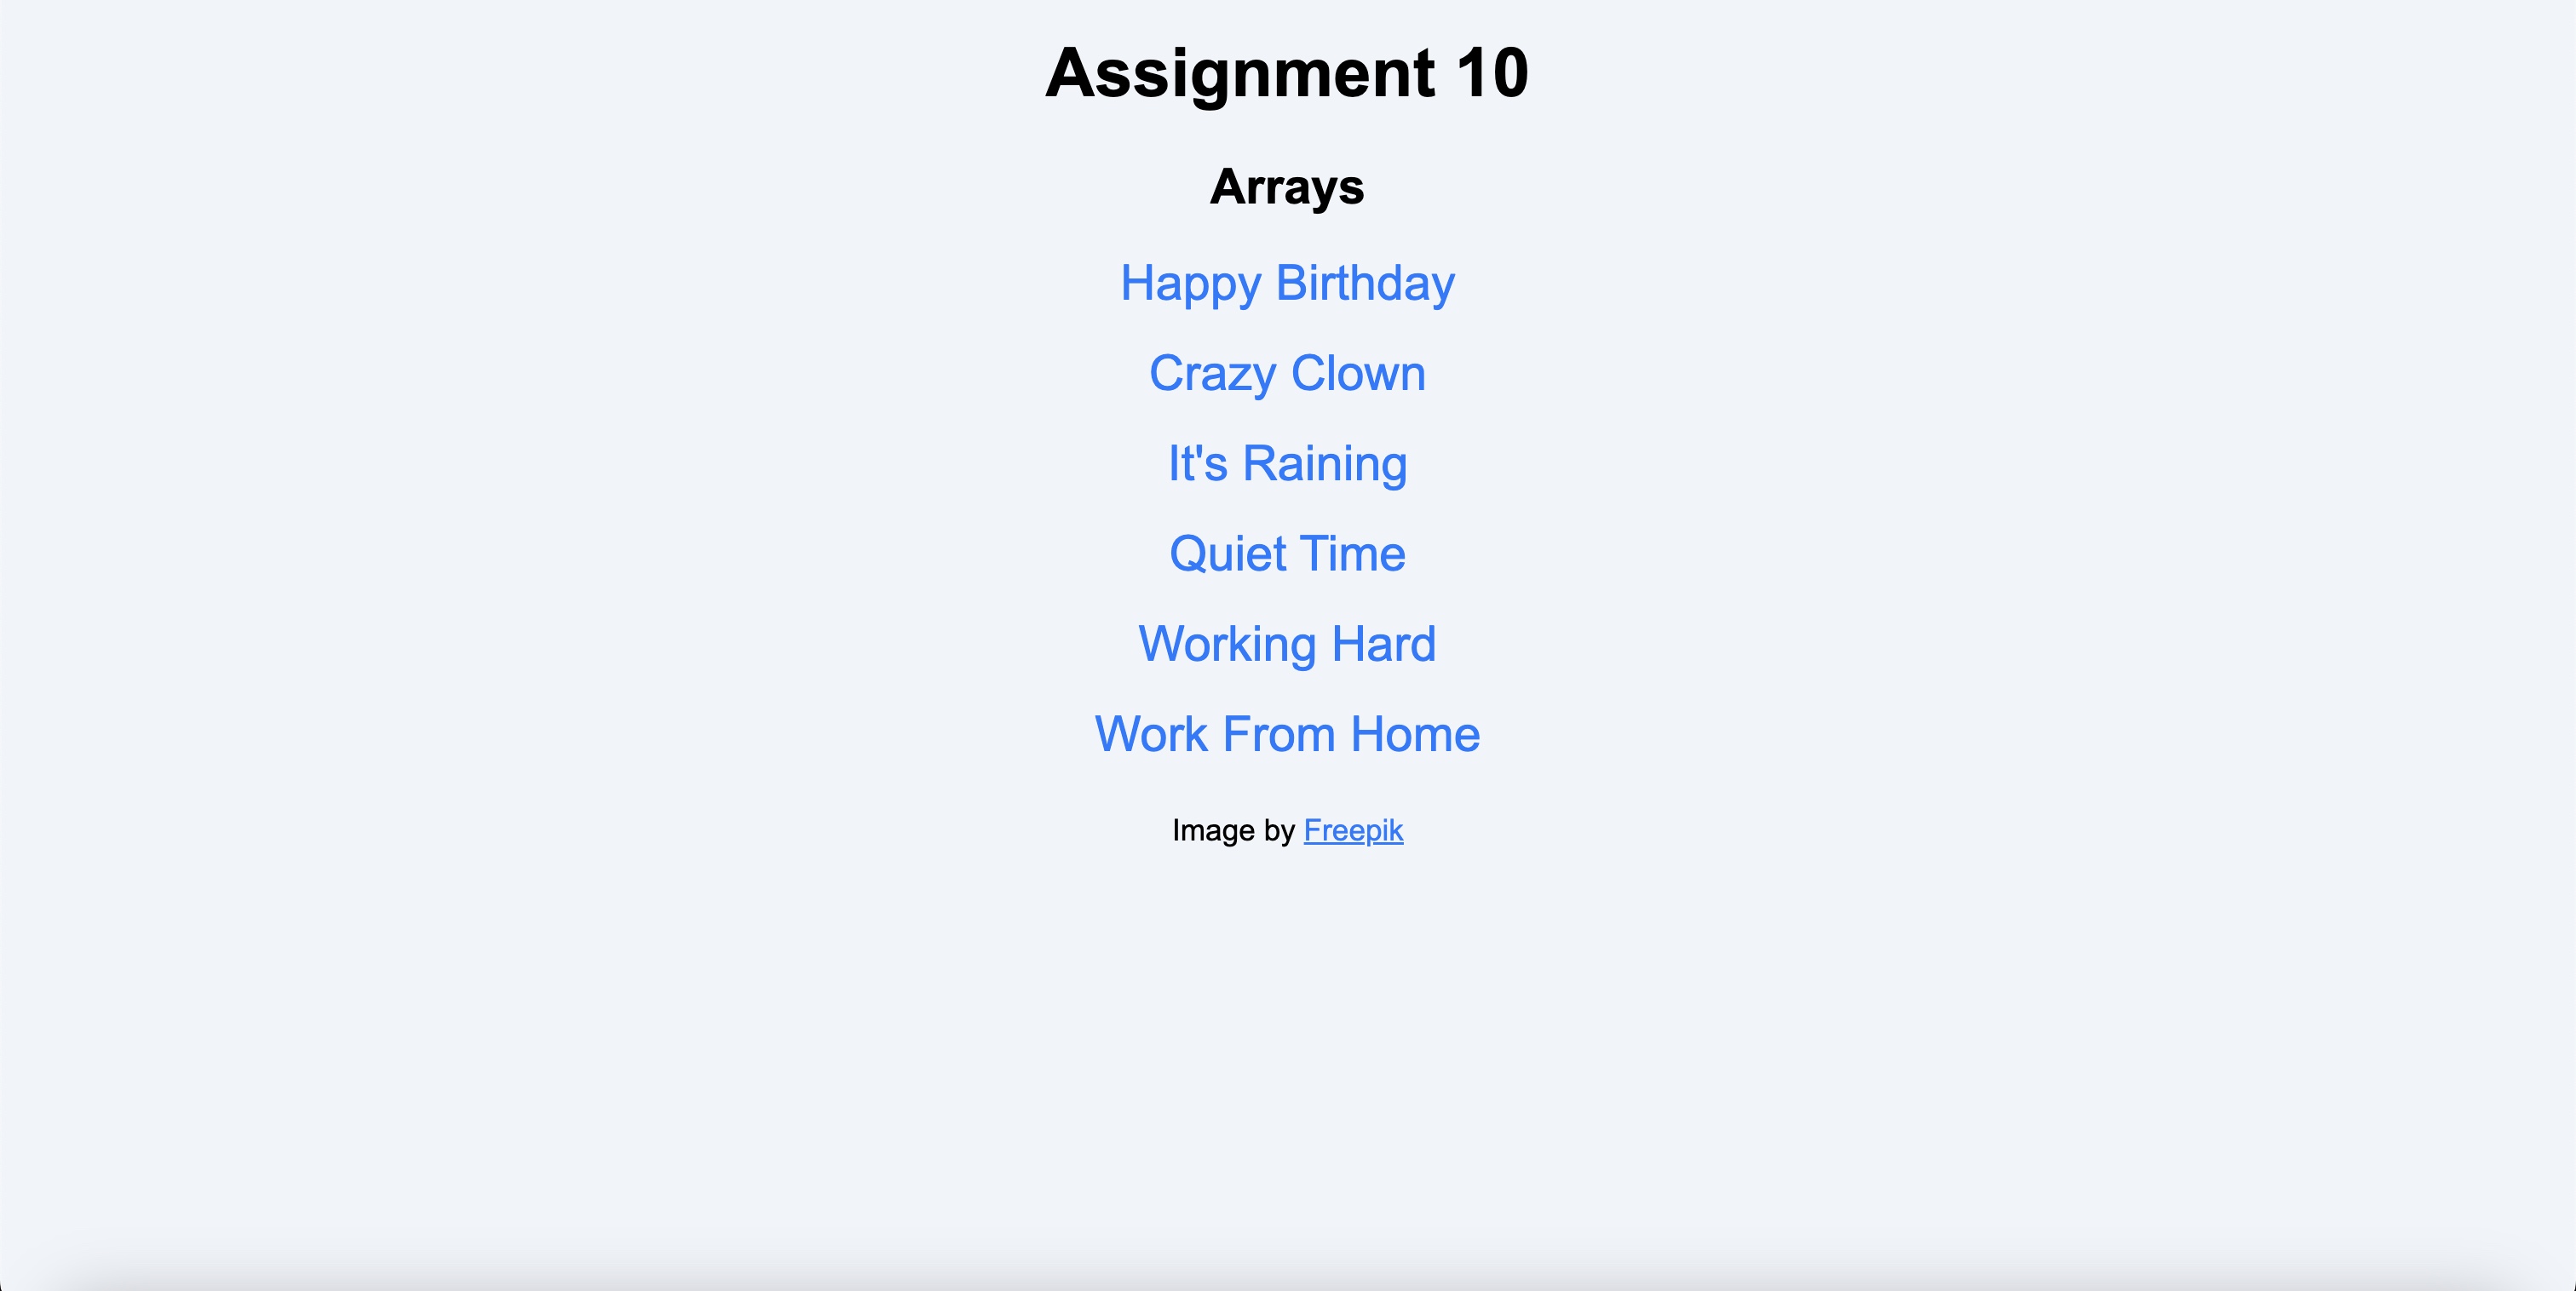 Assignment 10
Arrays
Happy Birthday
Crazy Clown
It's Raining
Quiet Time
Working Hard
Work From Home
Image by Freepik